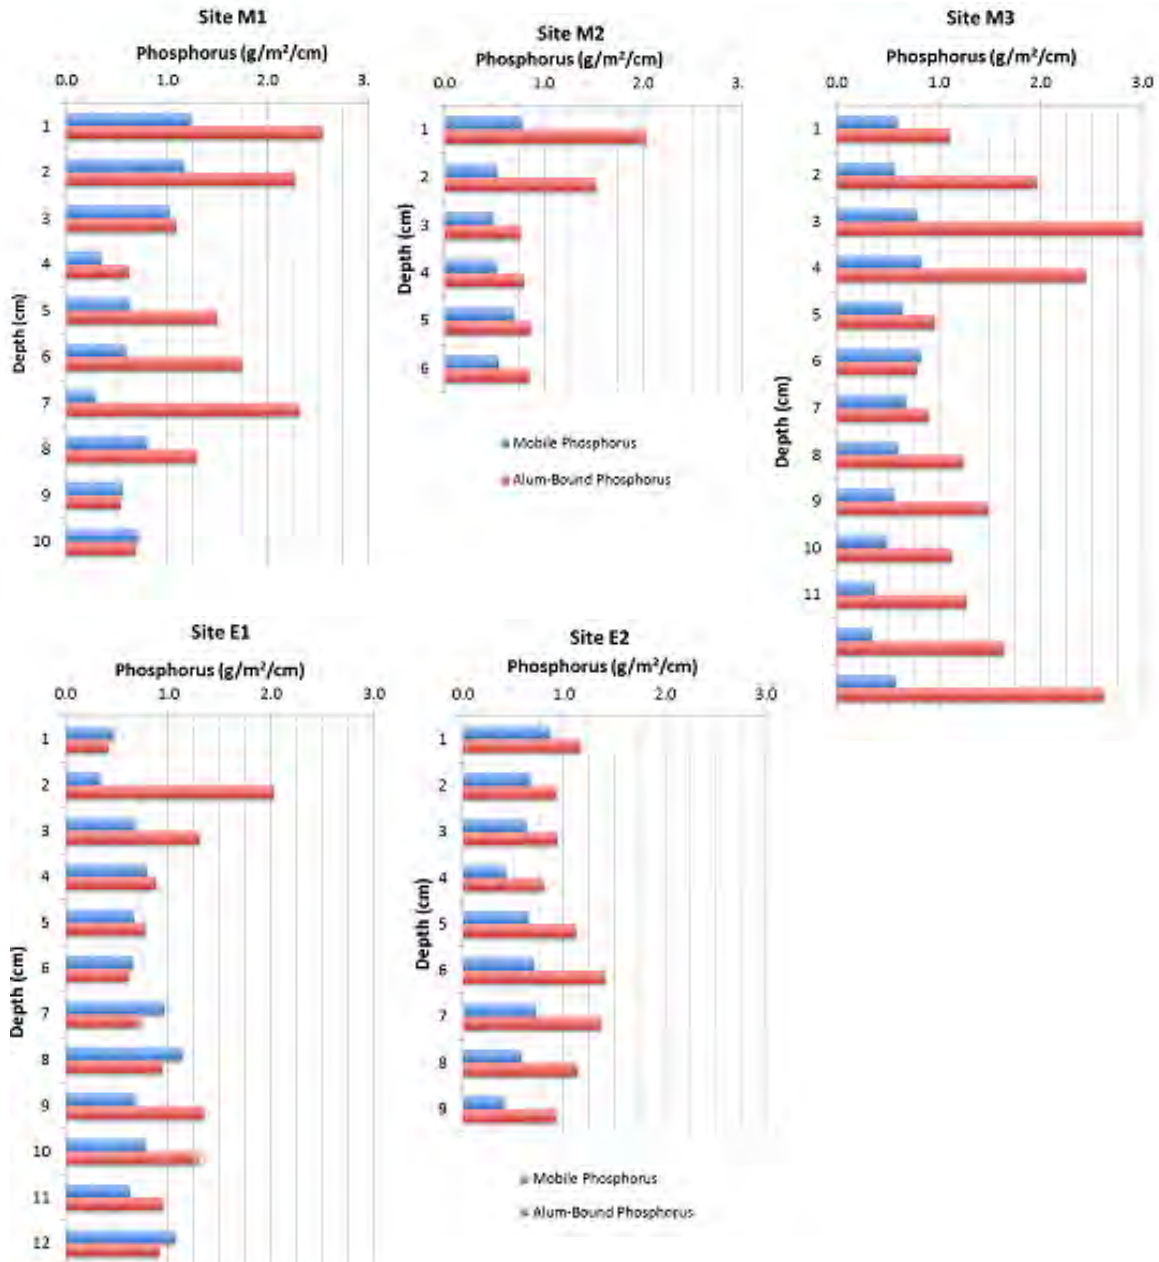 Site M1
Phosphorus (g/m²/cm)
0.0 1.0 2.0 3.
Depth (cm)
1
2
3
4
5
6
7
8
9
10
Site M2
Phosphorus (g/m²/cm)
0.0 1.0 2.0 3.
Depth (cm)
1
2
3
4
5
6
Mobile Phosphorus
Alum-Bound Phosphorus
Site M3
Phosphorus (g/m²/cm)
0.0 1.0 2.0 3.0
Depth (cm)
1
2
3
4
5
6
7
8
9
10
11
Site E1
Phosphorus (g/m²/cm)
0.0 1.0 2.0 3.0
Depth (cm)
1
2
3
4
5
6
7
8
9
10
11
12
Site E2
Phosphorus (g/m²/cm)
0.0 1.0 2.0 3.0
Depth (cm)
1
2
3
4
5
6
7
8
9
Mobile Phosphorus
Alum-Bound Phosphorus